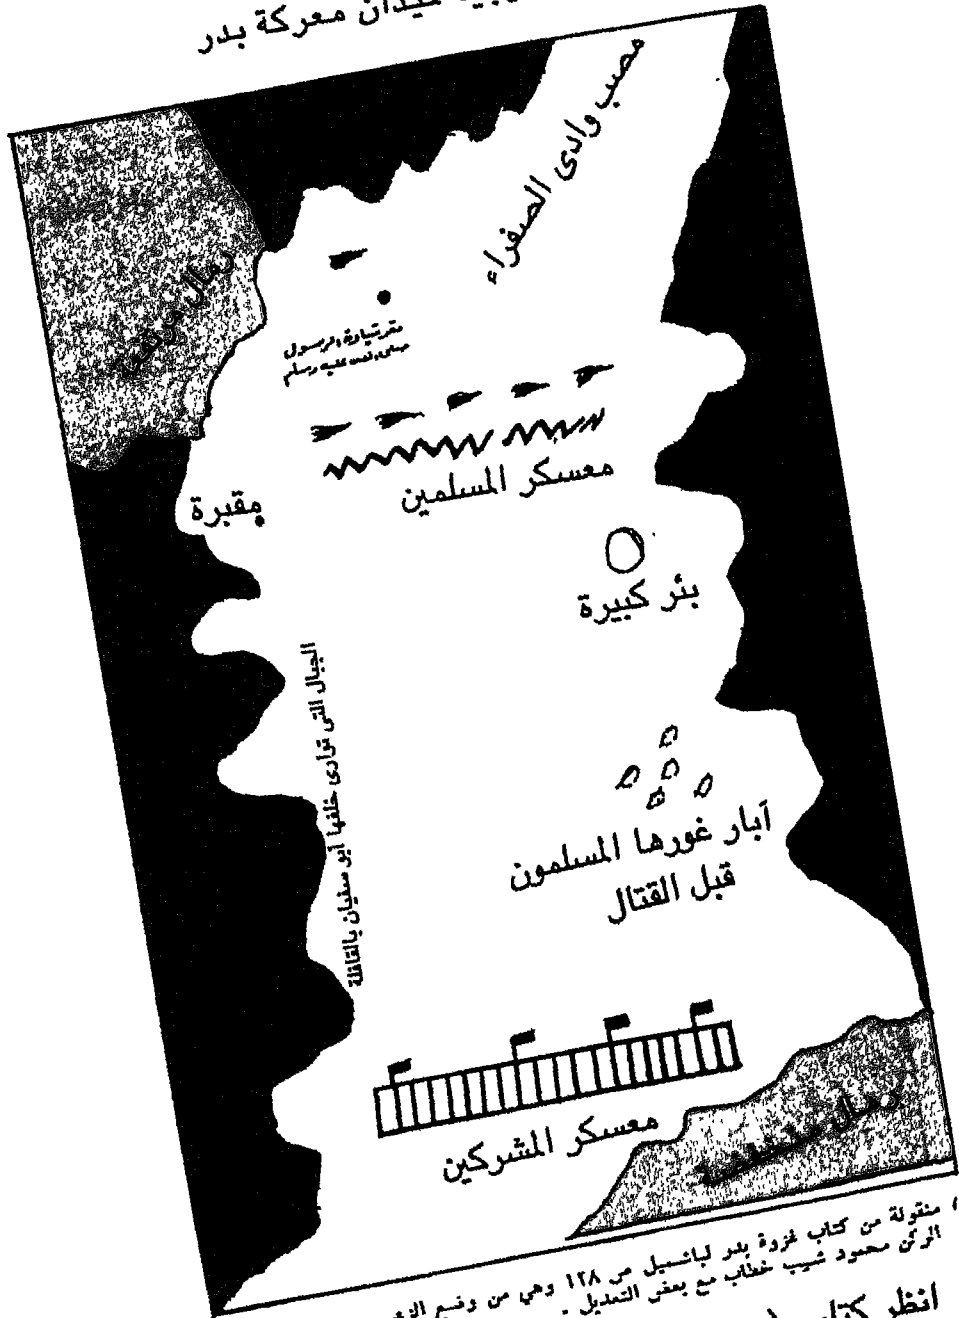 ميدان معركة بدر
مصب وادى الصفراء
رمال
مقر قيادة الرسول
صلى الله عليه وسلم
معسكر المسلمين
مقبرة
بئر كبيرة
الجبال التى توارى خلفها أبو سفيان بالقافلة
آبار غورها المسلمون
قبل القتال
معسكر المشركين
رمال
منقولة من كتاب غزوة بدر لباشميل ص ١٢٨ وهي من وضع
الركن محمود شيت خطاب مع بعض التعديل .
انظر